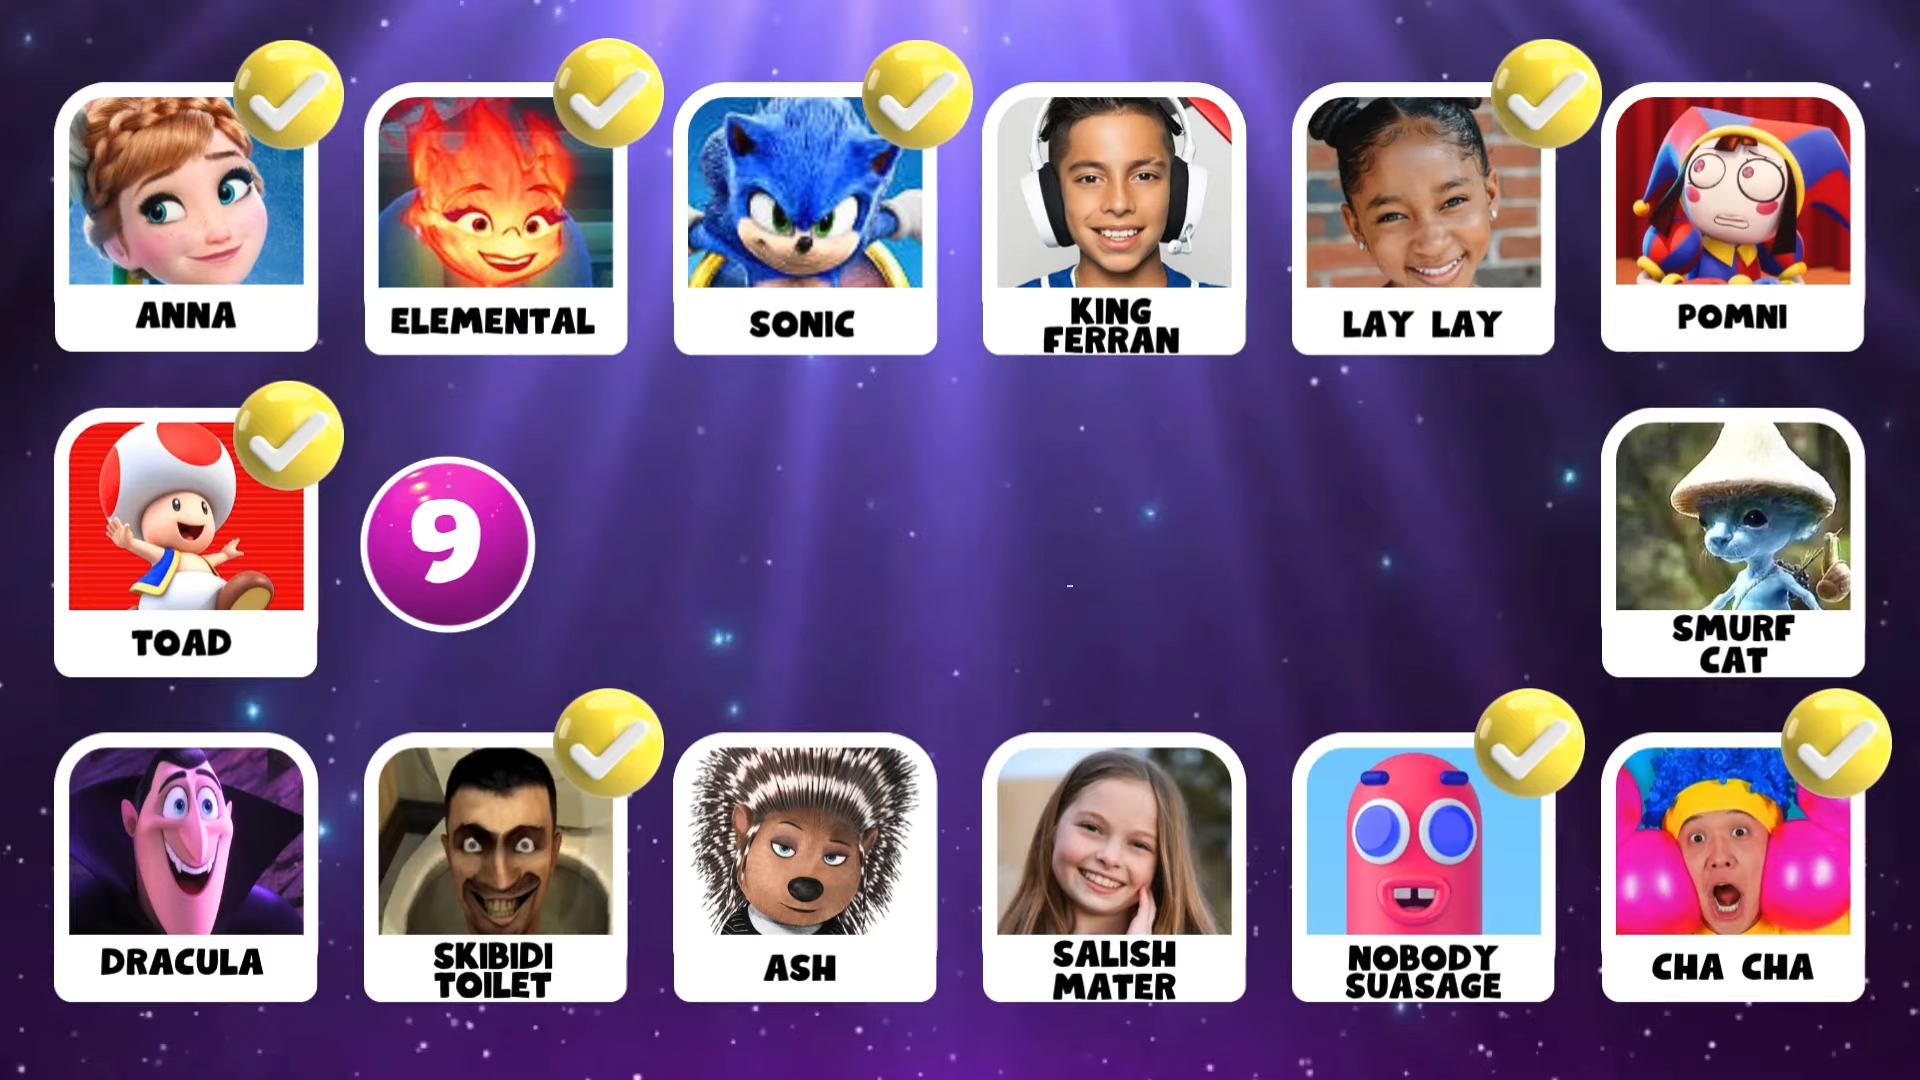 ANNA
ELEMENTAL
SONIC
KING
FERRAN
LAY LAY
POMNI
TOAD
9
SMURF
CAT
DRACULA
SKIBIDI
TOILET
ASH
SALISH
MATER
NOBODY
SUASAGE
CHA CHA